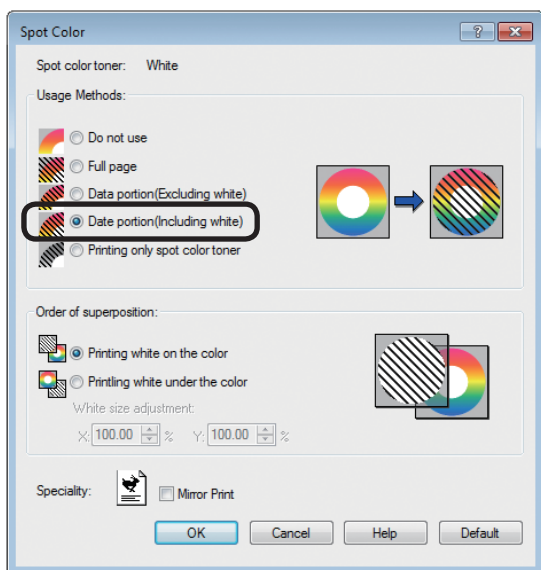 Spot Color
Spot color toner: White
Usage Methods:
Do not use
Full page
Data portion(Excluding white)
Date portion(Including white)
Printing only spot color toner
Order of superposition:
Printing white on the color
Printling white under the color
White size adjustment:
X: 100.00 % Y: 100.00 %
Speciality: Mirror Print
OK Cancel Help Default